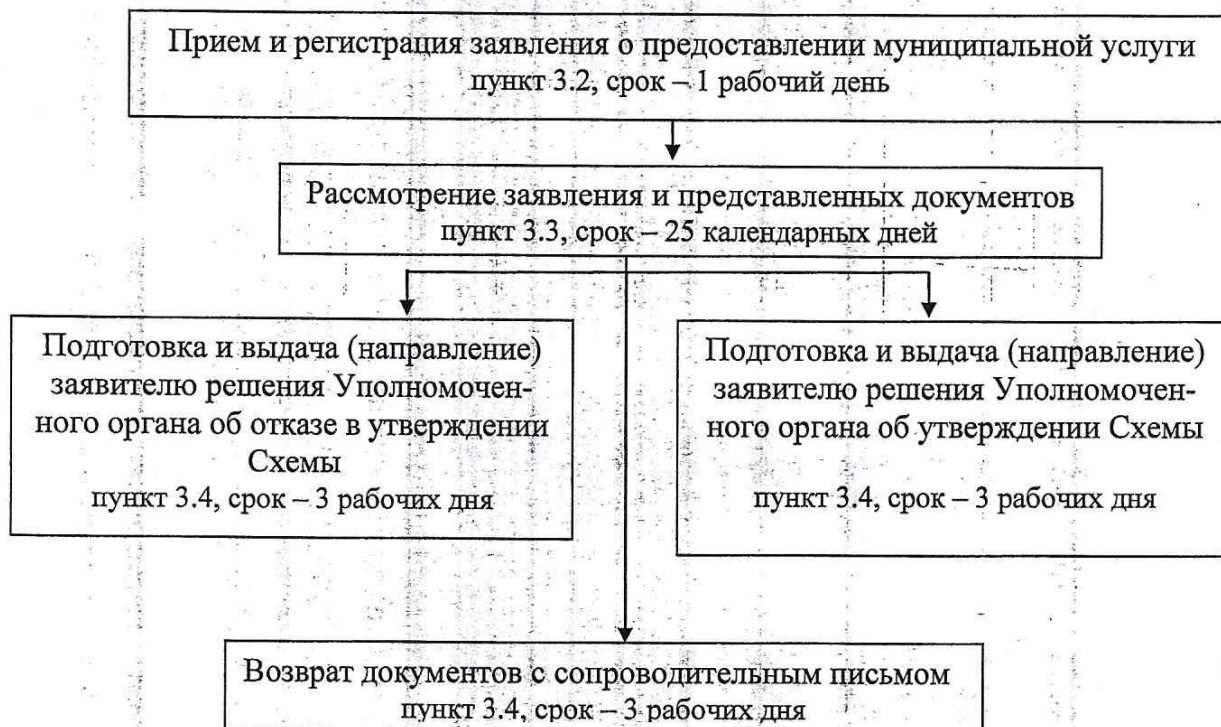 Прием и регистрация заявления о предоставлении муниципальной услуги
пункт 3.2, срок – 1 рабочий день
Рассмотрение заявления и представленных документов
пункт 3.3, срок – 25 календарных дней
Подготовка и выдача (направление)
заявителю решения Уполномочен-
ного органа об отказе в утверждении
Схемы
пункт 3.4, срок – 3 рабочих дня
Подготовка и выдача (направление)
заявителю решения Уполномочен-
ного органа об утверждении Схемы
пункт 3.4, срок – 3 рабочих дня
Возврат документов с сопроводительным письмом
пункт 3.4, срок – 3 рабочих дня